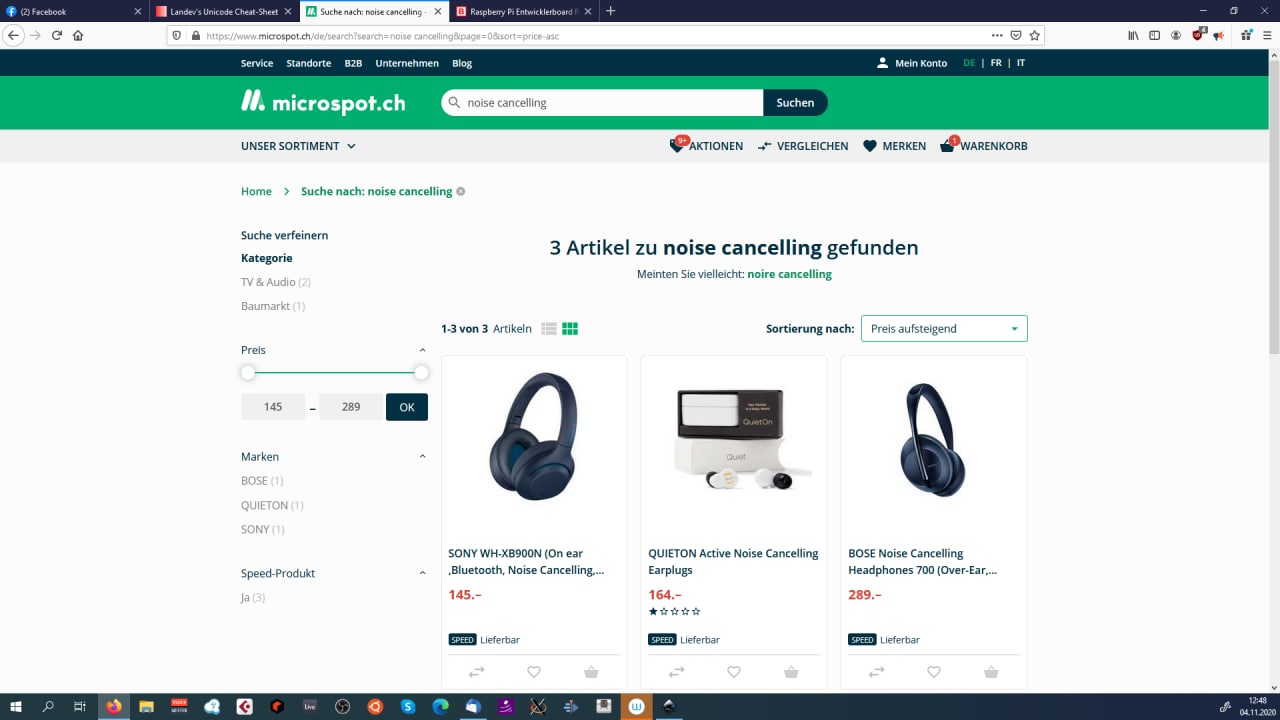 (2) Facebook
Landev's Unicode Cheat-Sheet
Suche nach: noise cancelling -
Raspberry Pi Entwicklerboard R
https://www.microspot.ch/de/search?search=noise cancelling&page=0&sort=price-asc
Service Standorte B2B Unternehmen Blog
Mein Konto DE | FR | IT
microspot.ch
noise cancelling
Suchen
UNSER SORTIMENT
9+ AKTIONEN VERGLEICHEN MERKEN 1 WARENKORB
Home > Suche nach: noise cancelling
Suche verfeinern
Kategorie
TV & Audio (2)
Baumarkt (1)
Preis
145 – 289 OK
Marken
BOSE (1)
QUIETON (1)
SONY (1)
Speed-Produkt
Ja (3)
3 Artikel zu noise cancelling gefunden
Meinten Sie vielleicht: noire cancelling
1-3 von 3 Artikeln
Sortierung nach: Preis aufsteigend
SONY WH-XB900N (On ear
,Bluetooth, Noise Cancelling,...
145.–
SPEED Lieferbar
QuietOn
Quiet
QUIETON Active Noise Cancelling
Earplugs
164.–
SPEED Lieferbar
BOSE Noise Cancelling
Headphones 700 (Over-Ear,...
289.–
SPEED Lieferbar
Live
12:48
04.11.2020